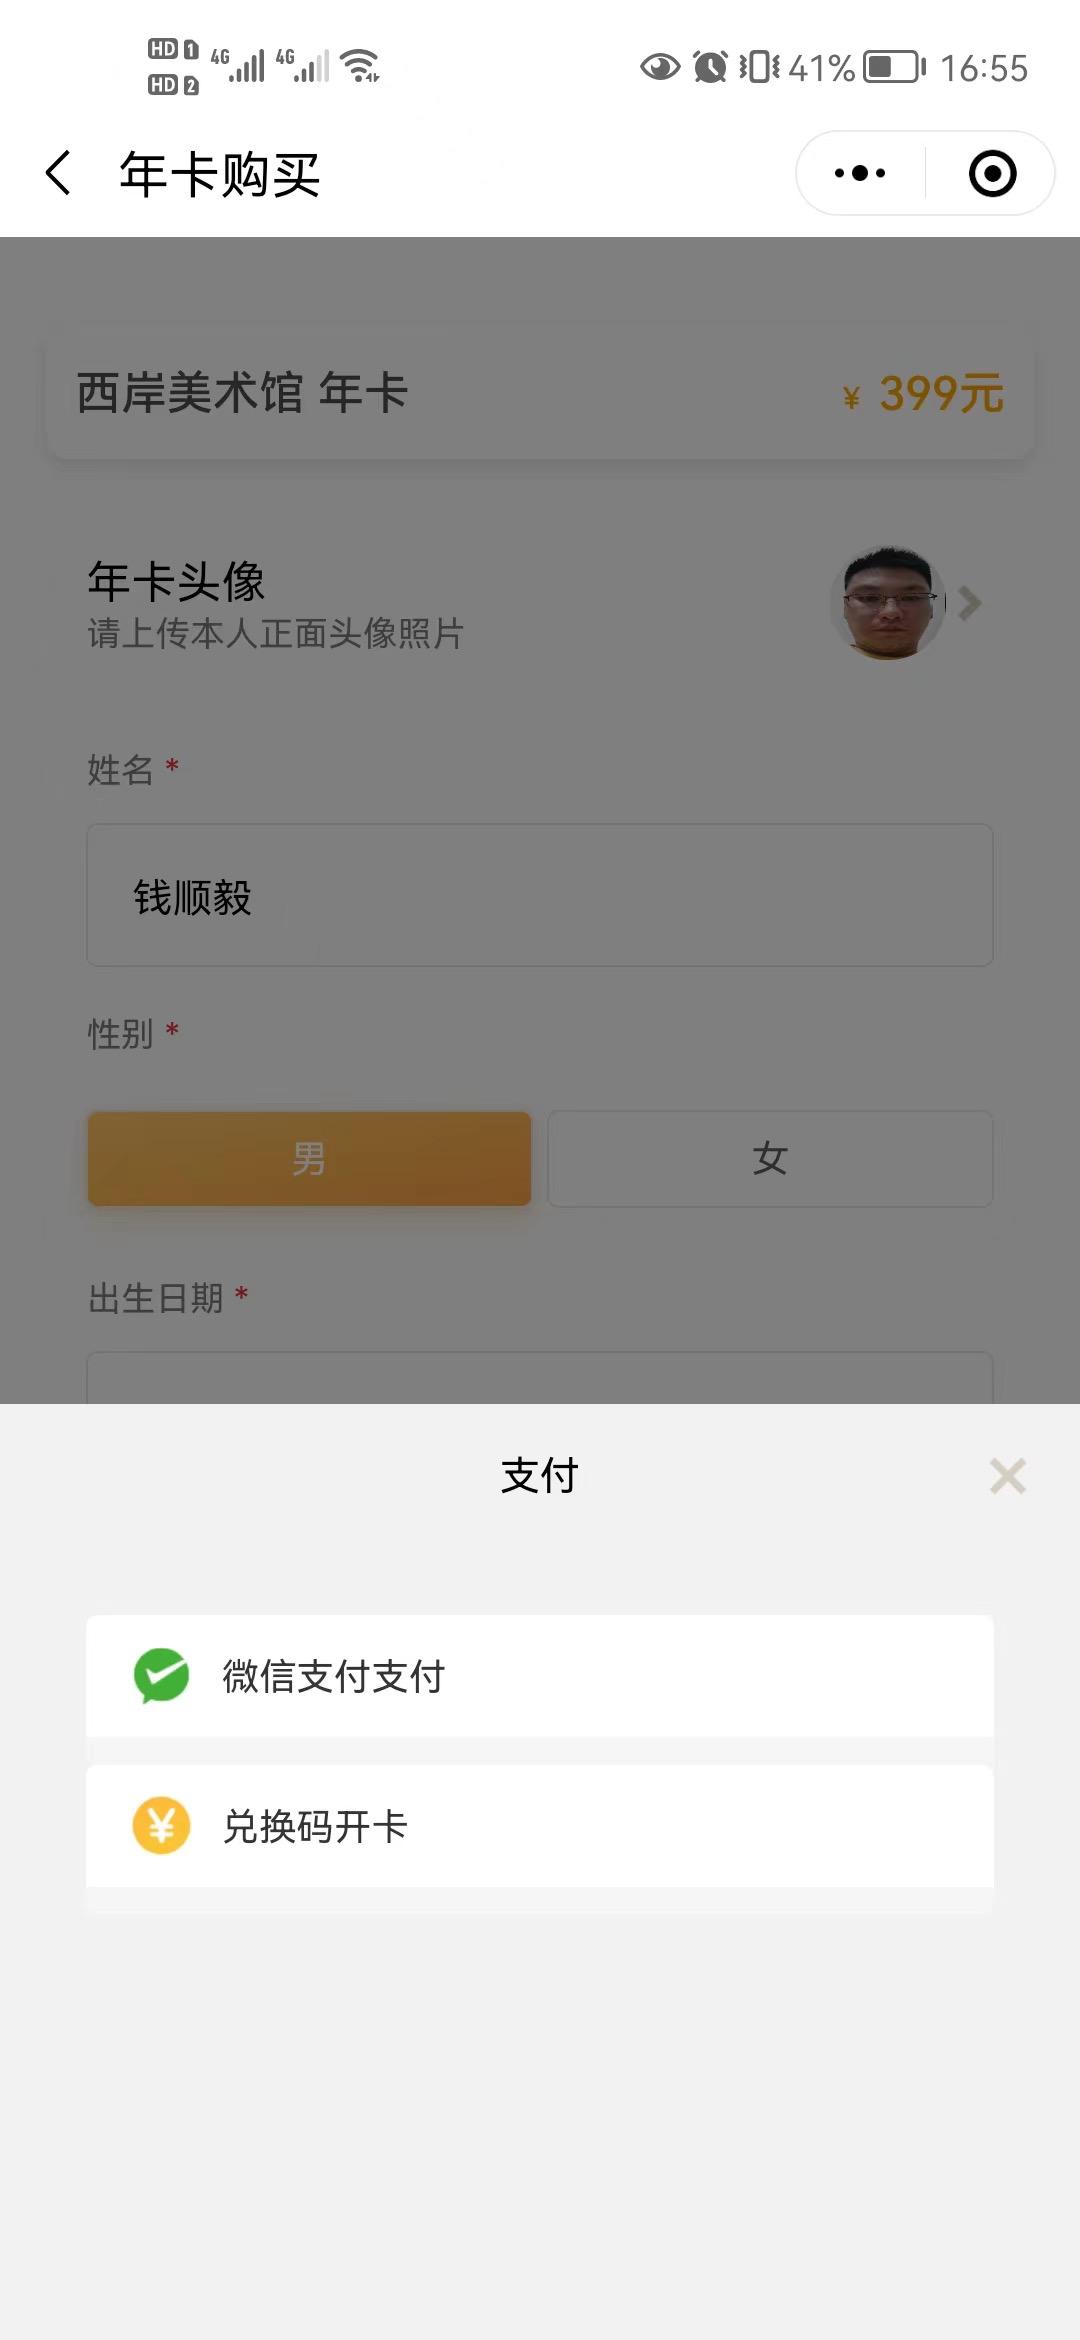 HD 1 4G 4G 41% 16:55
HD 2
年卡购买
西岸美术馆 年卡 ¥ 399元
年卡头像
请上传本人正面头像照片
姓名 *
钱顺毅
性别 *
男 女
出生日期 *
支付
微信支付支付
¥ 兑换码开卡